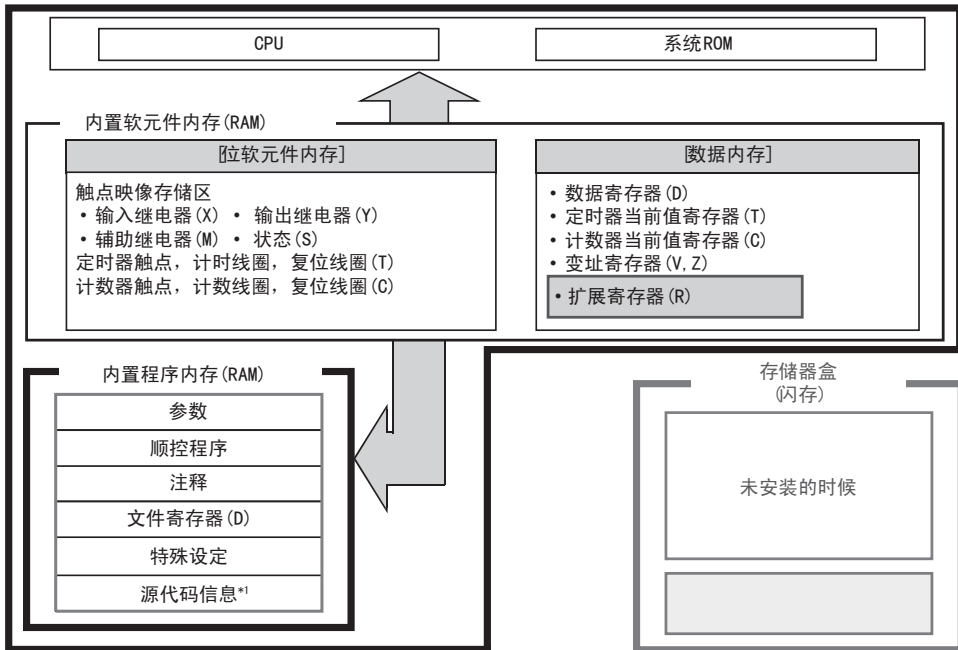 CPU
系统ROM
内置软元件内存(RAM)
[位软元件内存]
触点映像存储区
• 输入继电器(X) • 输出继电器(Y)
• 辅助继电器(M) • 状态(S)
定时器触点，计时线圈，复位线圈(T)
计数器触点，计数线圈，复位线圈(C)
[数据内存]
• 数据寄存器(D)
• 定时器当前值寄存器(T)
• 计数器当前值寄存器(C)
• 变址寄存器(V,Z)
• 扩展寄存器(R)
内置程序内存(RAM)
参数
顺控程序
注释
文件寄存器(D)
特殊设定
源代码信息*1
存储器盒
(闪存)
未安装的时候